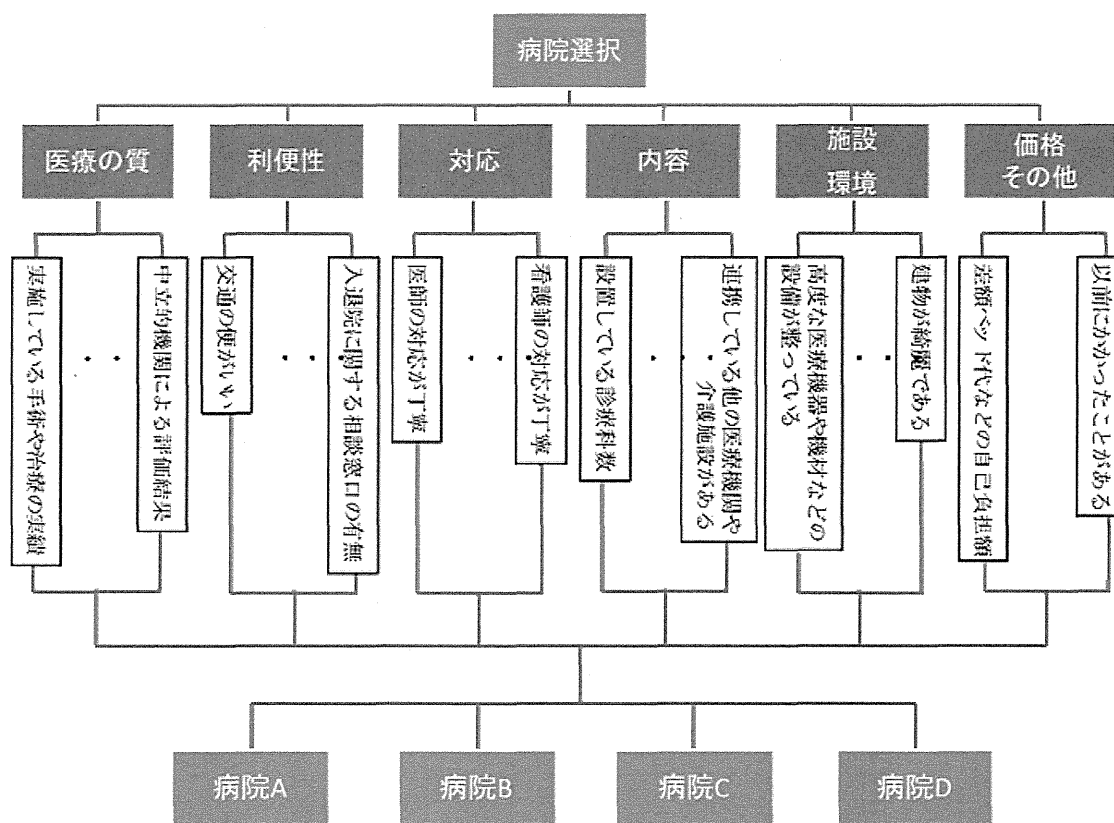 病院選択
医療の質
利便性
対応
内容
施設
環境
価格
その他
実施している手術や治療の実績
・・
中立的機関による評価結果
交通の便がいい
・・・
入退院に関する相談窓口の有無
医師の対応が丁寧
・・・
看護師の対応が丁寧
設置している診療科数
・・・
連携している他の医療機関や
介護施設がある
高度な医療機器や機材などの
設備が整っている
・・
建物が綺麗である
差額ベッド代などの自己負担額
・・・
以前にかかったことがある
病院A
病院B
病院C
病院D